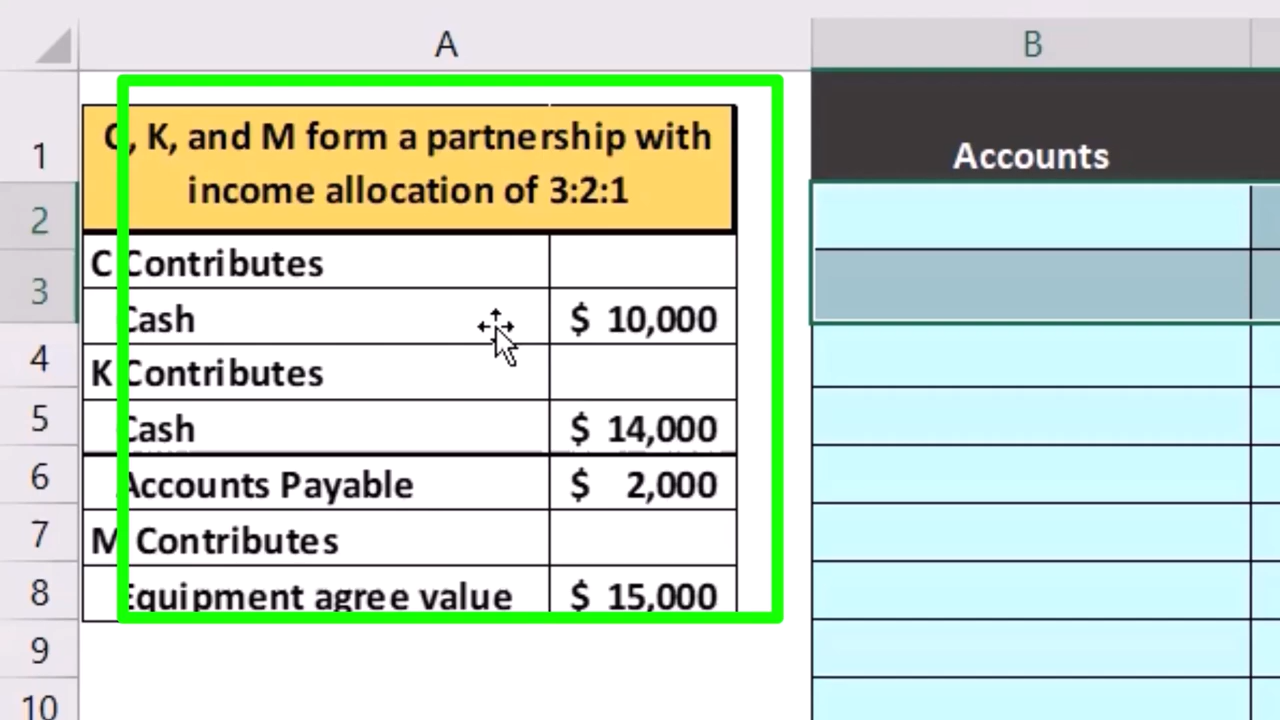 A B
1 C, K, and M form a partnership with
income allocation of 3:2:1
Accounts
2
C Contributes
3
Cash $ 10,000
4 K Contributes
5 Cash $ 14,000
6 Accounts Payable $ 2,000
7 M Contributes
8 Equipment agree value $ 15,000
9
10